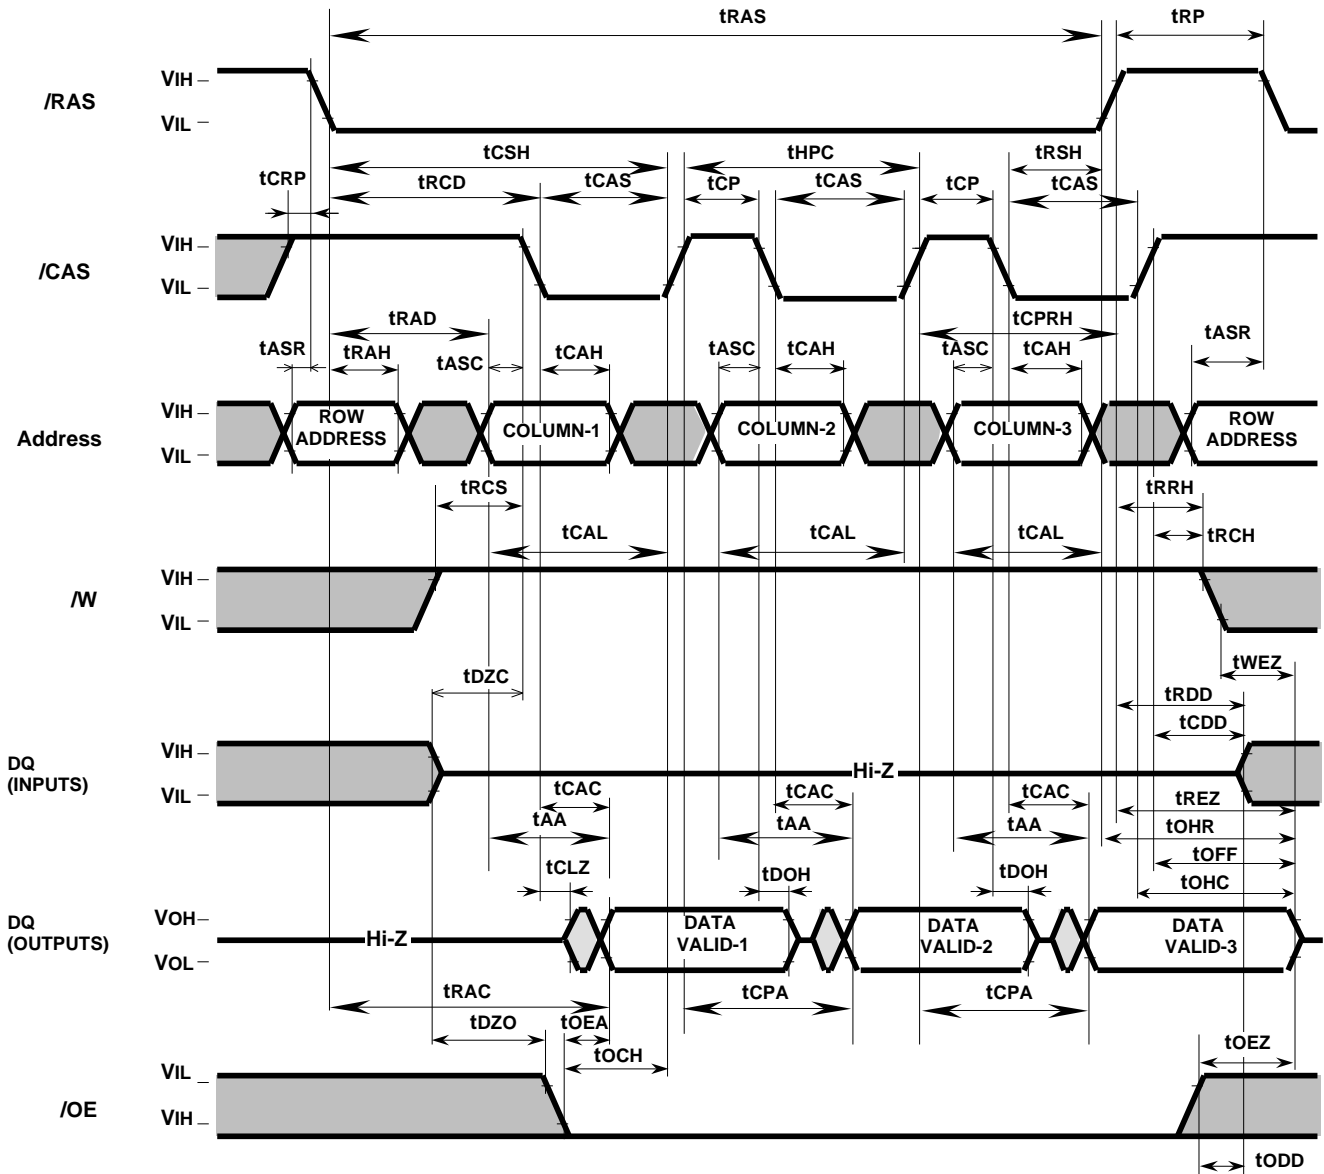 tRAS tRP
VIH
/RAS
VIL
tCSH tHPC tRSH
tCRP tRCD tCAS tCP tCAS tCP tCAS
VIH
/CAS
VIL
tRAD tCPRH
tASR tRAH tASC tCAH tASC tCAH tASC tCAH tASR
VIH
Address
VIL
ROW ADDRESS COLUMN-1 COLUMN-2 COLUMN-3 ROW ADDRESS
tRCS tRRH
tCAL tCAL tCAL tRCH
VIH
/W
VIL
tWEZ
tDZC tRDD
tCDD
VIH
DQ
(INPUTS)
VIL
Hi-Z
tCAC tCAC tCAC tREZ
tAA tAA tAA tOHR
tCLZ tDOH tDOH tOFF
tOHC
VOH
DQ
(OUTPUTS)
VOL
Hi-Z DATA VALID-1 DATA VALID-2 DATA VALID-3
tRAC tCPA tCPA
tDZO tOEA
tOCH tOEZ
VIL
/OE
VIH
tODD